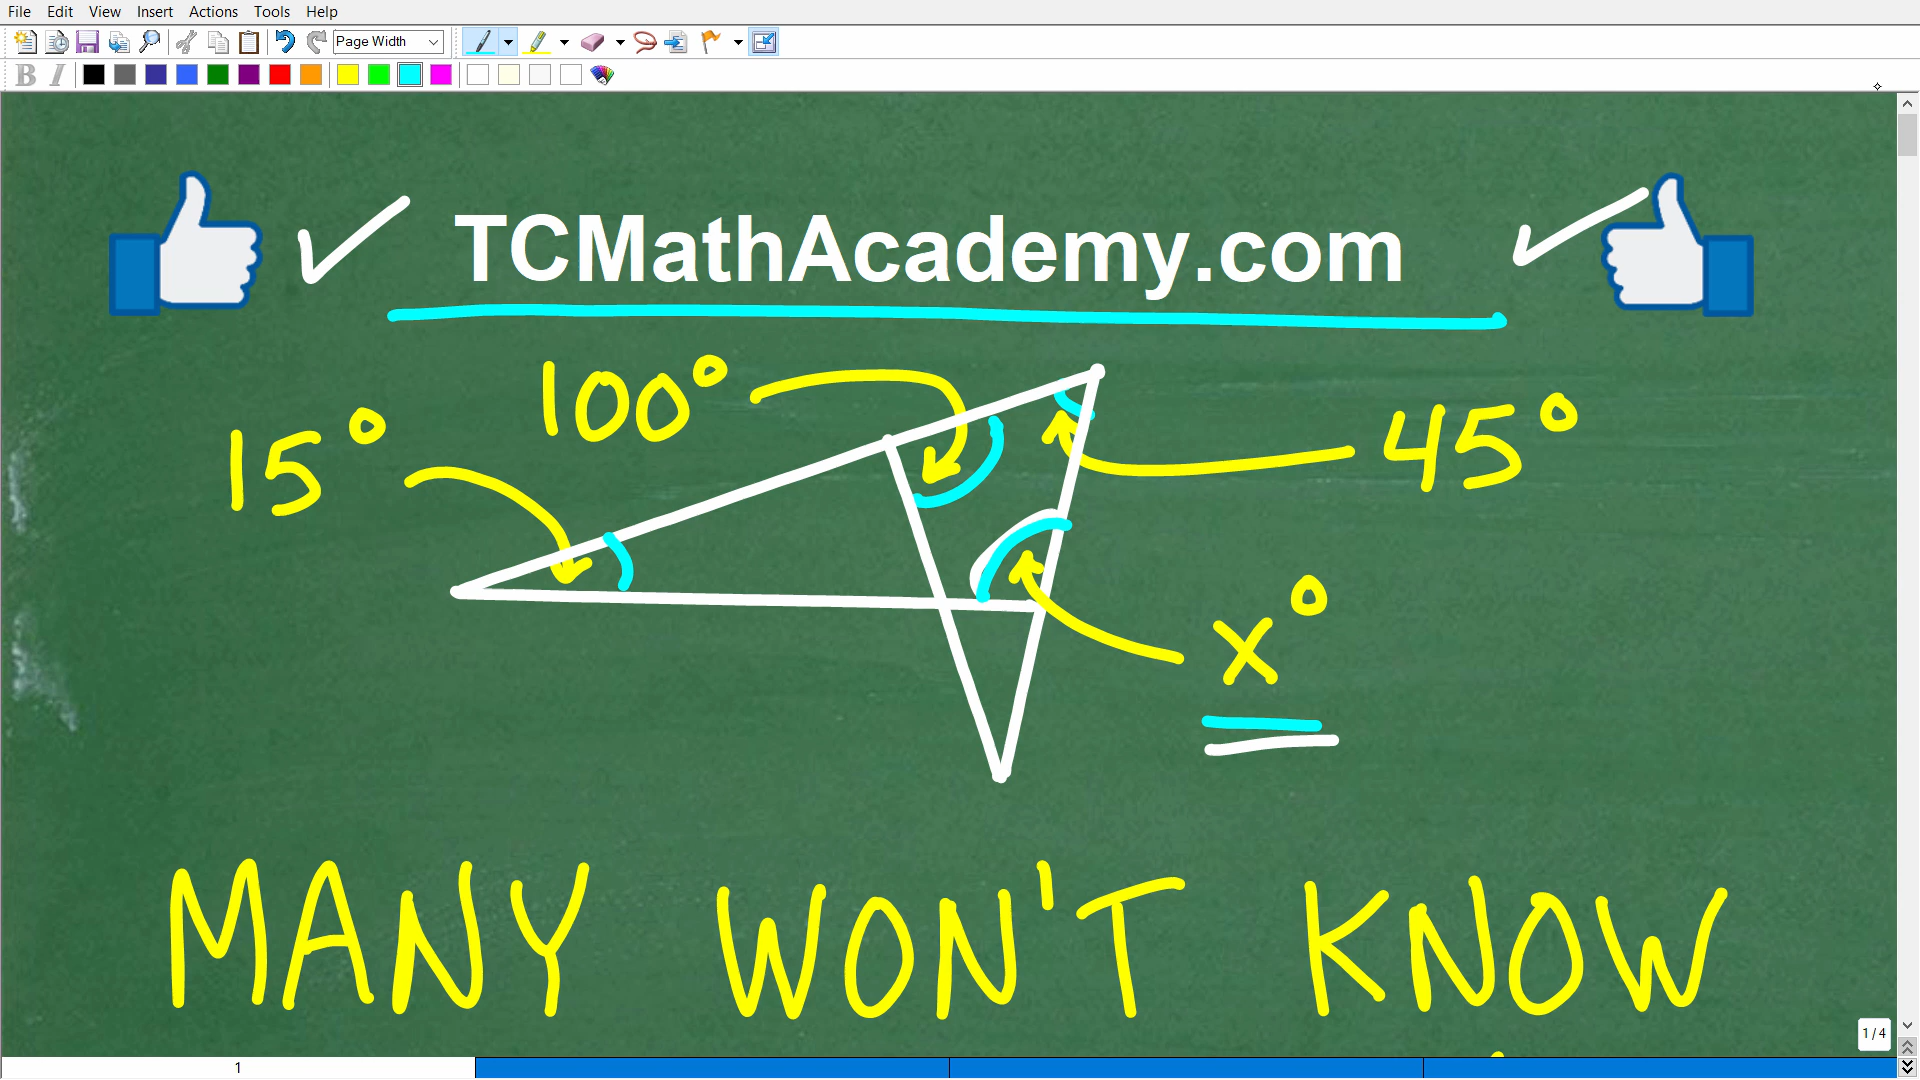 File Edit View Insert Actions Tools Help
Page Width
B I
TCMathAcademy.com
100°
15°
45°
x°
MANY WON'T KNOW
1 / 4
1